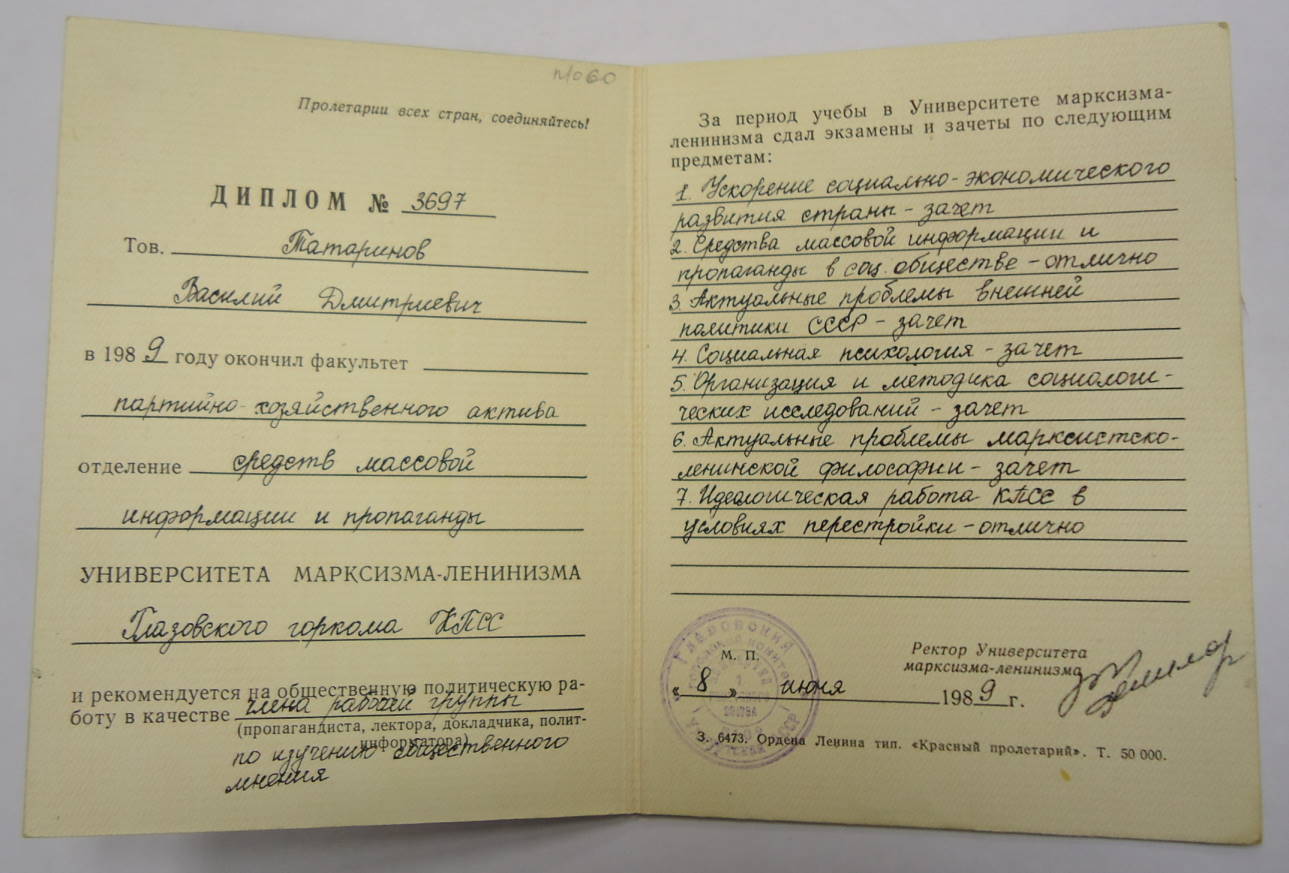 Пролетарии всех стран, соединяйтесь!
ДИПЛОМ № 3697
Тов. Татаринов
Василий Дмитриевич
в 1989 году окончил факультет
партийно-хозяйственного актива
отделение средств массовой
информации и пропаганды
УНИВЕРСИТЕТА МАРКСИЗМА-ЛЕНИНИЗМА
Глазовского горкома КПСС
и рекомендуется на общественную политическую ра-
боту в качестве члена рабочей группы
(пропагандиста, лектора, докладчика, полит-
информатора)
по изучению общественного
мнения
За период учебы в Университете марксизма-
ленинизма сдал экзамены и зачеты по следующим
предметам:
1. Ускорение социально-экономического
развития страны - зачет
2. Средства массовой информации и
пропаганды в соц. обществе - отлично
3. Актуальные проблемы внешней
политики СССР - зачет
4. Социальная психология - зачет
5. Организация и методика социологи-
ческих исследований - зачет
6. Актуальные проблемы марксистско-
ленинской философии - зачет
7. Идеологическая работа КПСС в
условиях перестройки - отлично
М. П.
Ректор Университета
марксизма-ленинизма
«8» июня 1989 г.
З. 6473. Ордена Ленина тип. «Красный пролетарий». Т. 50 000.